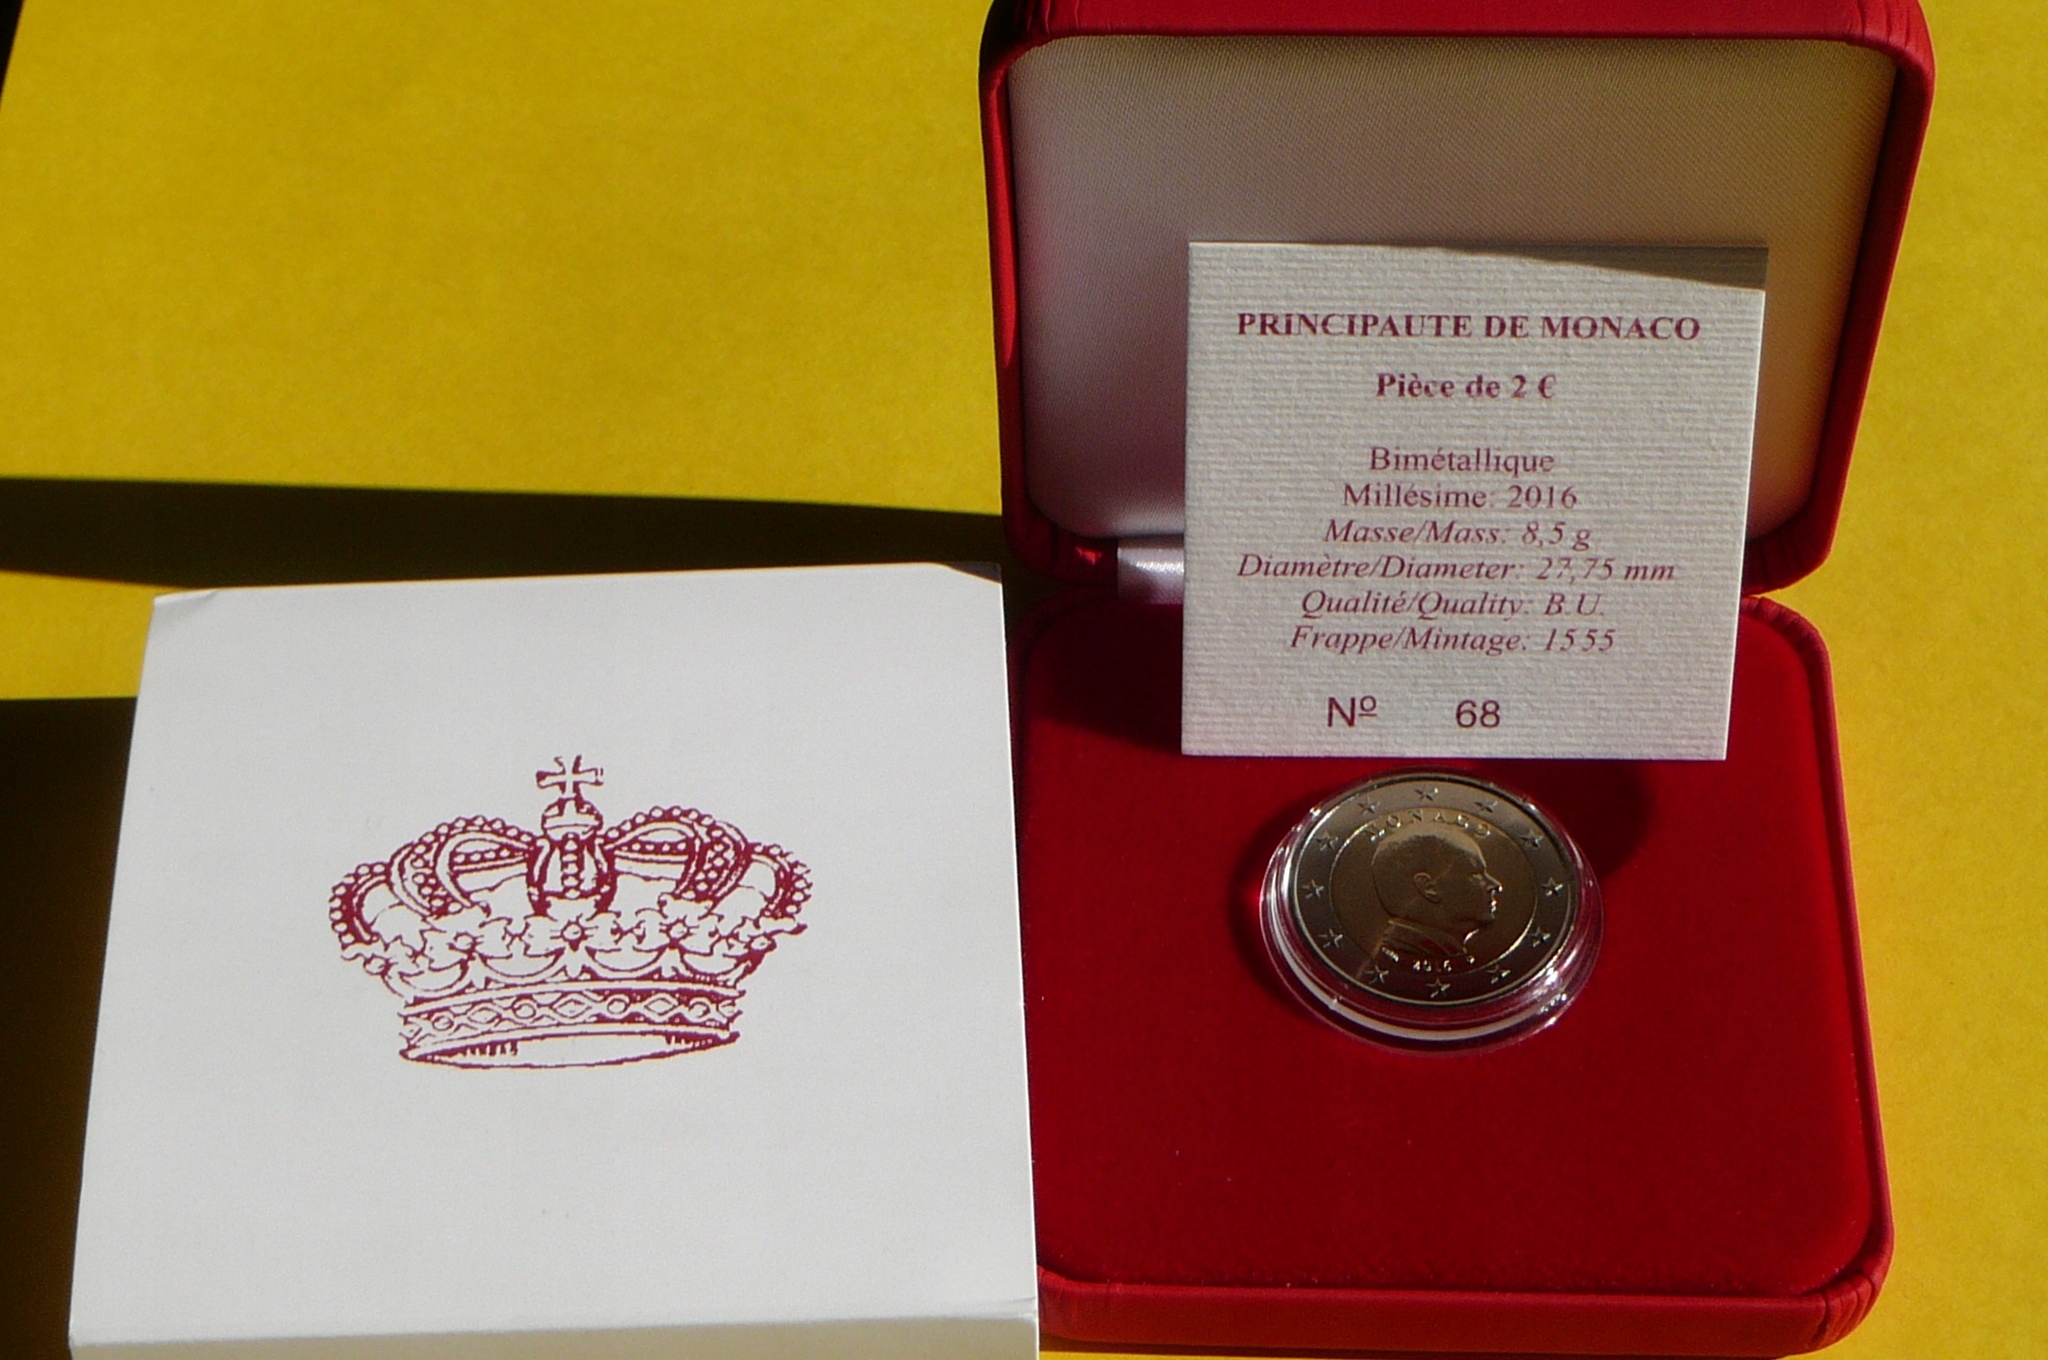 PRINCIPAUTE DE MONACO
Pièce de 2 €
Bimétallique
Millésime: 2016
Masse/Mass: 8,5 g
Diamètre/Diameter: 27,75 mm
Qualité/Quality: B.U.
Frappe/Mintage: 1555
Nº 68
MONACO
2016